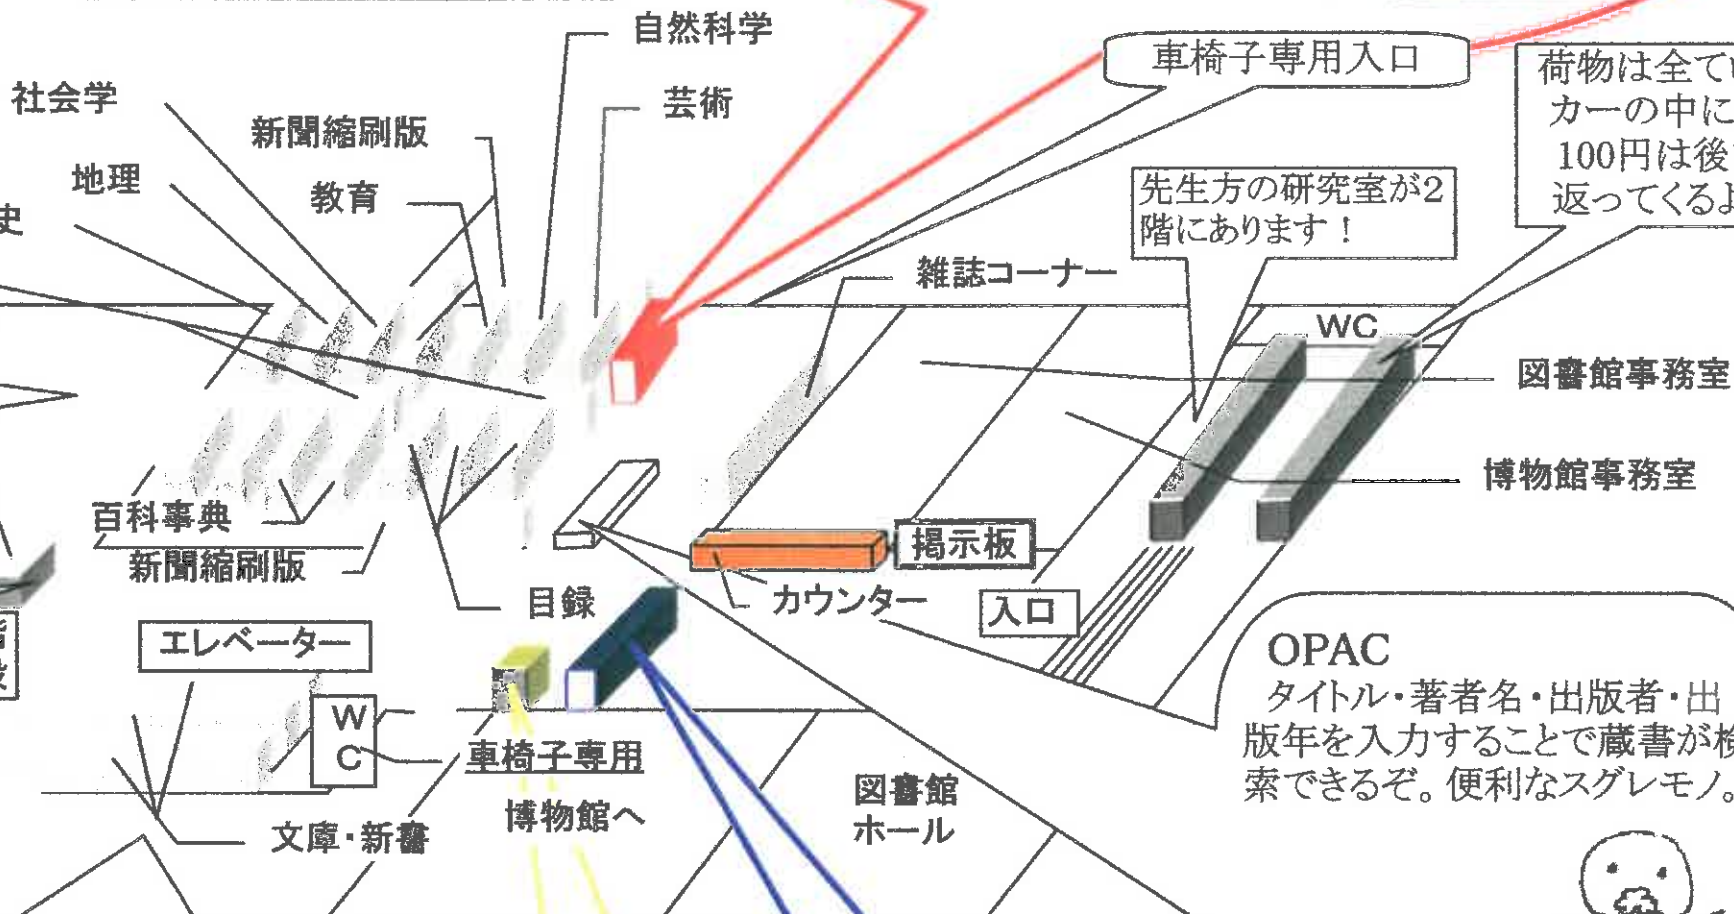 自然科学
車椅子専用入口
荷物は全て
カーの中に
100円は後
返ってくるよ
社会学
芸術
新聞縮刷版
地理
教育
先生方の研究室が2
階にあります！
史
雑誌コーナー
WC
図書館事務室
博物館事務室
百科事典
新聞縮刷版
掲示板
目録
カウンター
入口
エレベーター
OPAC
タイトル・著者名・出版者・出
版年を入力することで蔵書が検
索できるぞ。便利なスグレモノ。
W
C
車椅子専用
博物館へ
図書館
ホール
文庫・新書